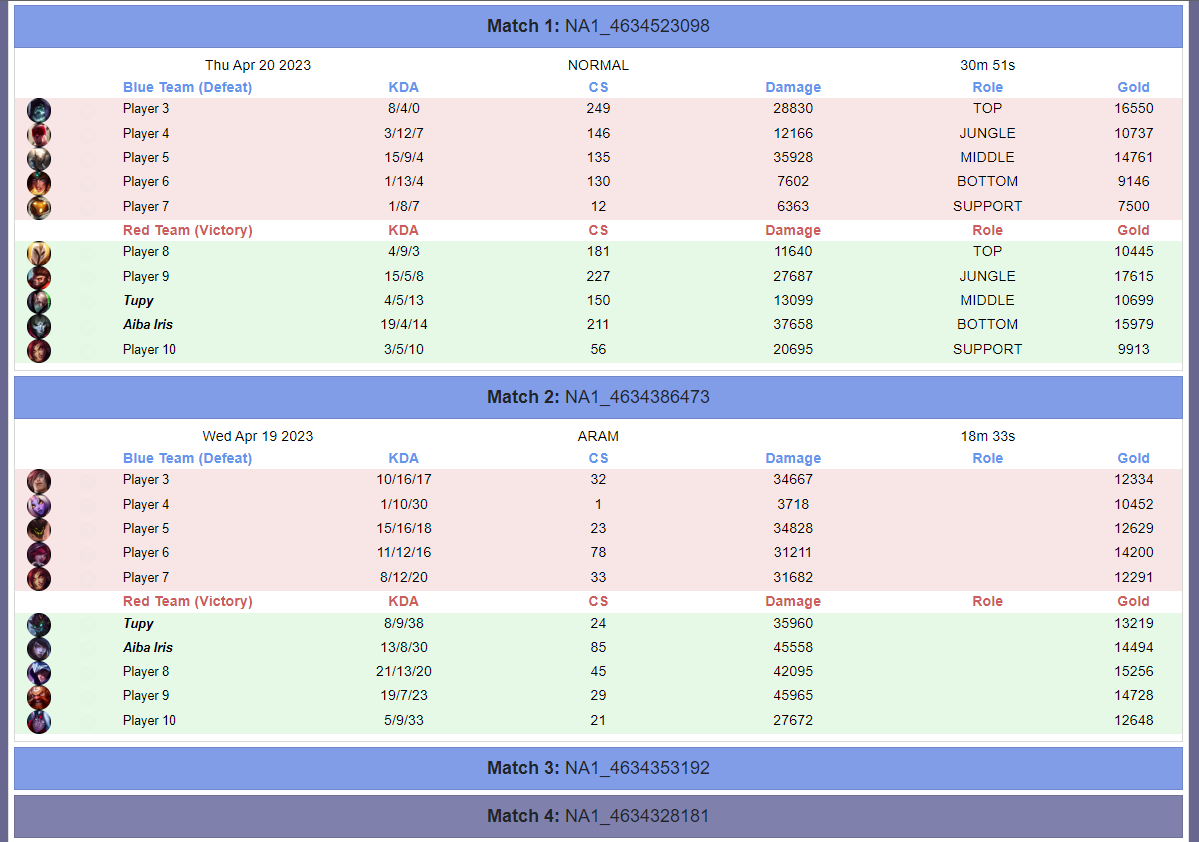 Match 1: NA1_4634523098
Thu Apr 20 2023 NORMAL 30m 51s
Blue Team (Defeat) KDA CS Damage Role Gold
Player 3 8/4/0 249 28830 TOP 16550
Player 4 3/12/7 146 12166 JUNGLE 10737
Player 5 15/9/4 135 35928 MIDDLE 14761
Player 6 1/13/4 130 7602 BOTTOM 9146
Player 7 1/8/7 12 6363 SUPPORT 7500
Red Team (Victory) KDA CS Damage Role Gold
Player 8 4/9/3 181 11640 TOP 10445
Player 9 15/5/8 227 27687 JUNGLE 17615
Tupy 4/5/13 150 13099 MIDDLE 10699
Aiba Iris 19/4/14 211 37658 BOTTOM 15979
Player 10 3/5/10 56 20695 SUPPORT 9913
Match 2: NA1_4634386473
Wed Apr 19 2023 ARAM 18m 33s
Blue Team (Defeat) KDA CS Damage Role Gold
Player 3 10/16/17 32 34667 12334
Player 4 1/10/30 1 3718 10452
Player 5 15/16/18 23 34828 12629
Player 6 11/12/16 78 31211 14200
Player 7 8/12/20 33 31682 12291
Red Team (Victory) KDA CS Damage Role Gold
Tupy 8/9/38 24 35960 13219
Aiba Iris 13/8/30 85 45558 14494
Player 8 21/13/20 45 42095 15256
Player 9 19/7/23 29 45965 14728
Player 10 5/9/33 21 27672 12648
Match 3: NA1_4634353192
Match 4: NA1_4634328181